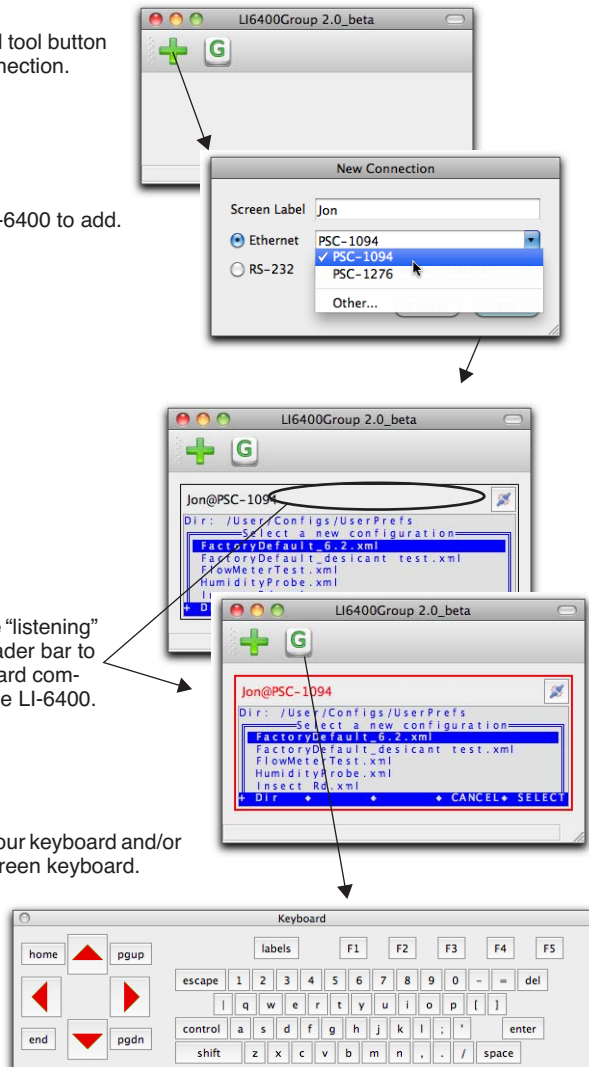 LI6400Group 2.0_beta
tool button
nection.
G
New Connection
Screen Label Jon
-6400 to add.
Ethernet PSC-1094
✓ PSC-1094
RS-232 PSC-1276
Other...
LI6400Group 2.0_beta
G
Jon@PSC-1094
Dir: /User/Configs/UserPrefs
Select a new configuration
FactoryDefault_6.2.xml
FactoryDefault_desicant test.xml
FlowMeterTest.xml
HumidityProbe.xml
+ D
LI6400Group 2.0_beta
"listening"
G
ader bar to
ard com-
e LI-6400.
Jon@PSC-1094
Dir: /User/Configs/UserPrefs
Select a new configuration
FactoryDefault_6.2.xml
FactoryDefault_desicant test.xml
FlowMeterTest.xml
HumidityProbe.xml
Insect Rd.xml
+ Dir ◆ ◆ ◆ CANCEL◆ SELECT
our keyboard and/or
reen keyboard.
Keyboard
home pgup labels F1 F2 F3 F4 F5
escape 1 2 3 4 5 6 7 8 9 0 - = del
| q w e r t y u i o p [ ]
end pgdn control a s d f g h j k l ; ' enter
shift z x c v b m n , . / space